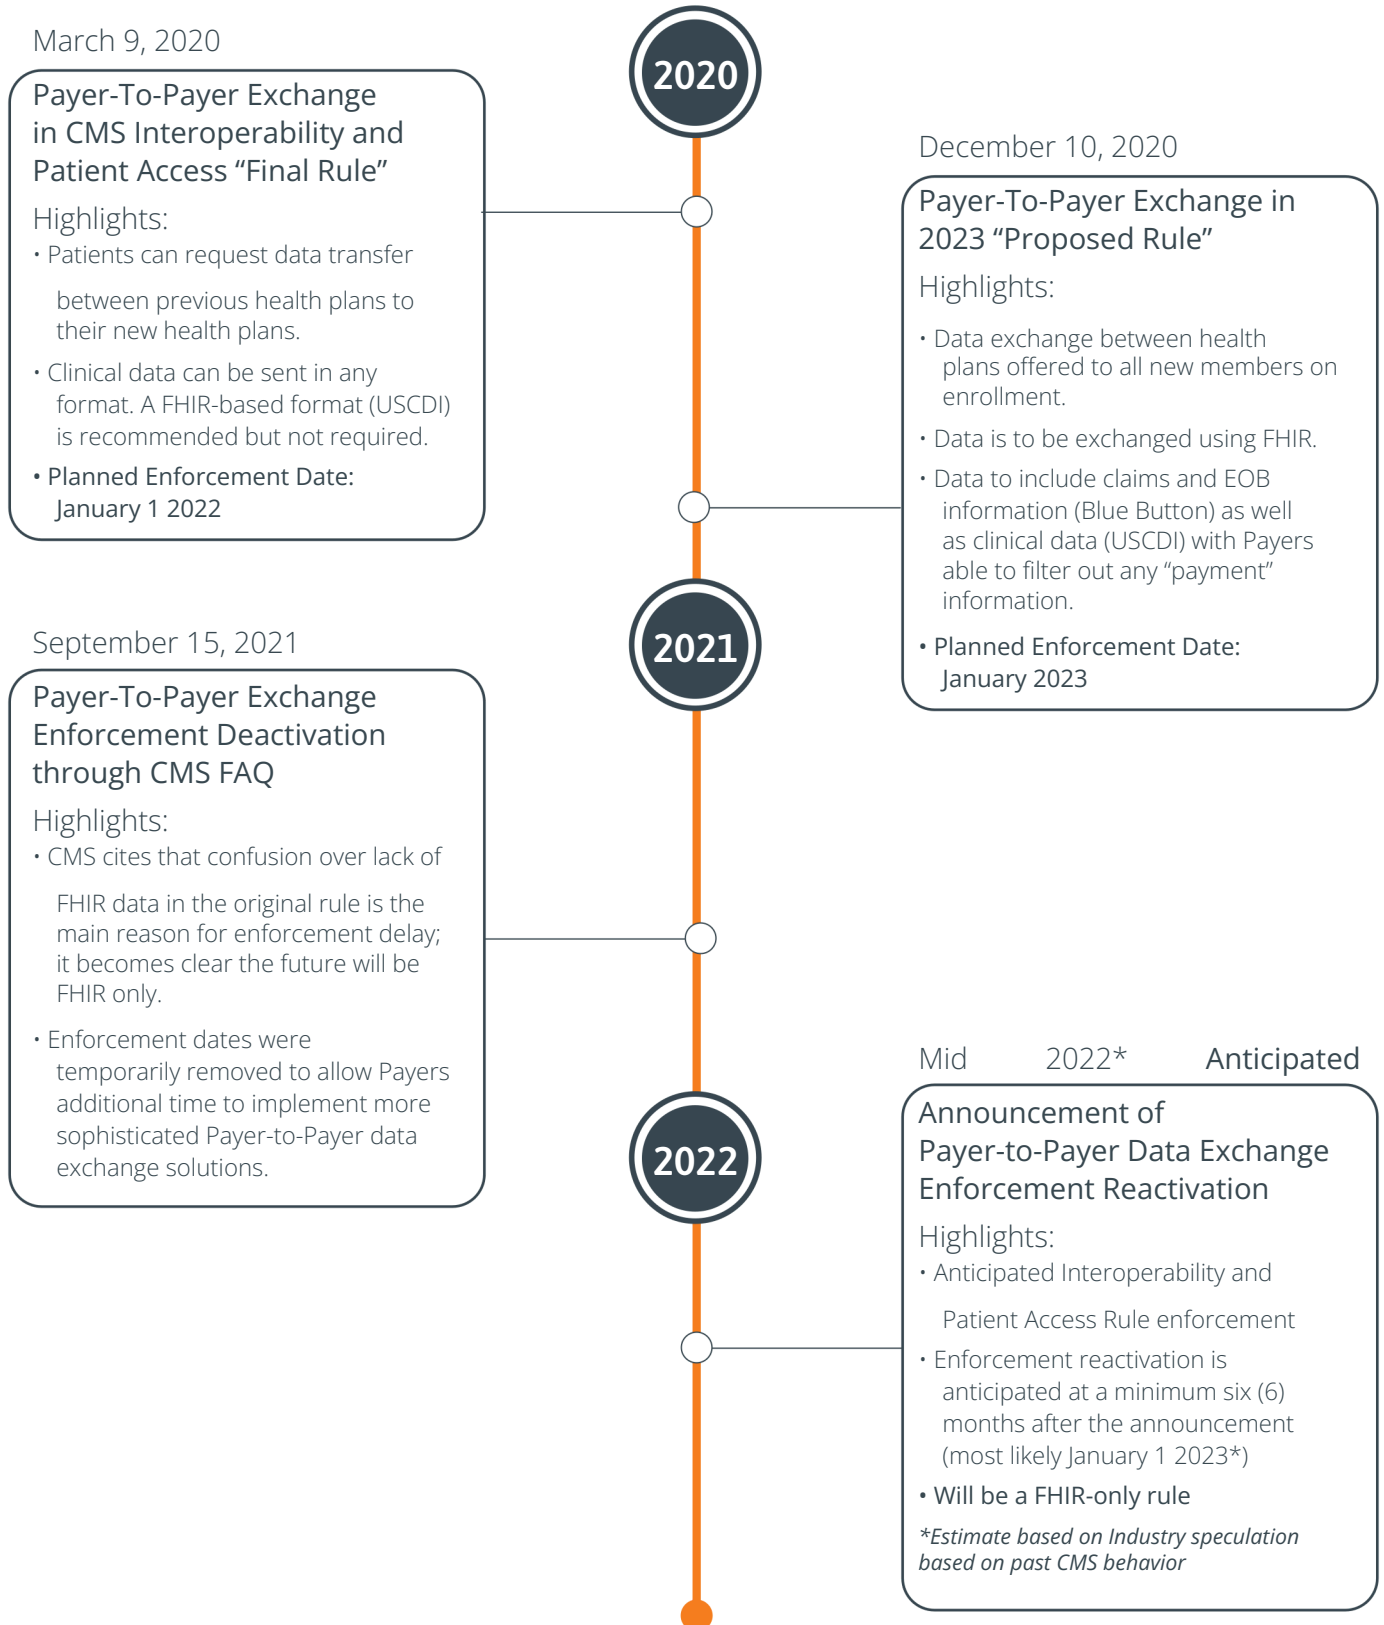 2020
March 9, 2020
Payer-To-Payer Exchange
in CMS Interoperability and
Patient Access “Final Rule”
Highlights:
• Patients can request data transfer
between previous health plans to
their new health plans.
• Clinical data can be sent in any
format. A FHIR-based format (USCDI)
is recommended but not required.
• Planned Enforcement Date:
January 1 2022
December 10, 2020
Payer-To-Payer Exchange in
2023 “Proposed Rule”
Highlights:
• Data exchange between health
plans offered to all new members on
enrollment.
• Data is to be exchanged using FHIR.
• Data to include claims and EOB
information (Blue Button) as well
as clinical data (USCDI) with Payers
able to filter out any “payment”
information.
• Planned Enforcement Date:
January 2023
2021
September 15, 2021
Payer-To-Payer Exchange
Enforcement Deactivation
through CMS FAQ
Highlights:
• CMS cites that confusion over lack of
FHIR data in the original rule is the
main reason for enforcement delay;
it becomes clear the future will be
FHIR only.
• Enforcement dates were
temporarily removed to allow Payers
additional time to implement more
sophisticated Payer-to-Payer data
exchange solutions.
2022
Mid 2022* Anticipated
Announcement of
Payer-to-Payer Data Exchange
Enforcement Reactivation
Highlights:
• Anticipated Interoperability and
Patient Access Rule enforcement
• Enforcement reactivation is
anticipated at a minimum six (6)
months after the announcement
(most likely January 1 2023*)
• Will be a FHIR-only rule
*Estimate based on Industry speculation
based on past CMS behavior